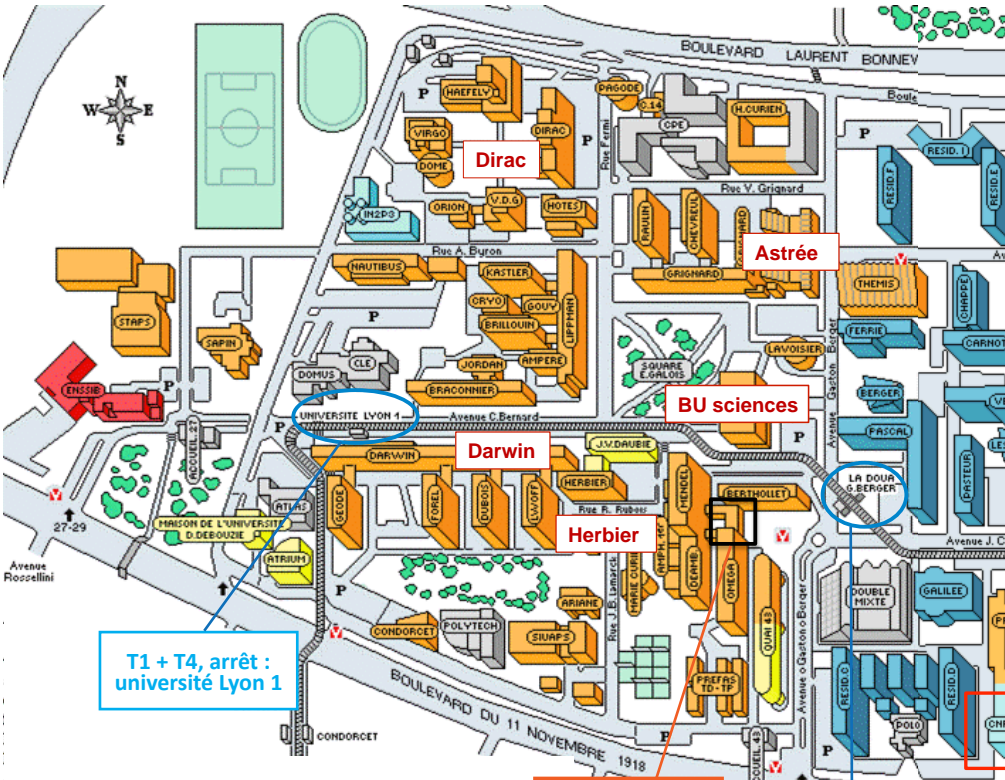 BOULEVARD LAURENT BONNEV
Boule
N
W E
S
P
HAEFELY
PAGODE
C.14
CPE
H.CURIEN
VIRGO
DIRAC
Dirac
DOME
P
Rue Fermi
P
RESID. I
RESID.F
RESID.E
IN2P3
ORION
V.D.G
HOTES
Rue V. Grignard
RAULIN
CHEVREUL
Astrée
Rue A. Byron
NAUTIBUS
KASTLER
GRIGNARD
THEMIS
CRYO
GOUY
LIPPMAN
BRILLOUIN
P
STAPS
SAPIN
FERRIE
CHAPPE
CARNOT
DOMUS
CLE
JORDAN
AMPERE
BRACONNIER
SQUARE
E.GALOIS
LAVOISIER
Avenue Gaston Berger
ENSSIB
P
BERGER
PASCAL
BU sciences
UNIVERSITE LYON 1
Avenue C.Bernard
P
P
ACCUEIL 27
DARWIN
Darwin
J.V.DAUBIE
HERBIER
MENDEL
BERTHOLLET
LA DOUA
G.BERGER
PASTEUR
27-29
ATLAS
GEODE
FOREL
DUBOIS
LWOFF
Rue R. Dubois
Herbier
MAISON DE L'UNIVERSITE
D.DEBOUZIE
ATRIUM
Avenue
Rossellini
Avenue J. C
AMPH. Mer
DEAMB.
OMEGA
MARIE CURIE
Rue J.B. Lamarck
DOUBLE
MIXTE
GALILEE
P
ARIANE
CONDORCET
POLYTECH
SIUAPS
QUAI 43
Avenue Gaston Berger
T1 + T4, arrêt :
université Lyon 1
PREFAS
TD-TP
RESID.C
POLO
RESID.D
BOULEVARD DU 11 NOVEMBRE 1918
CONDORCET
P
P